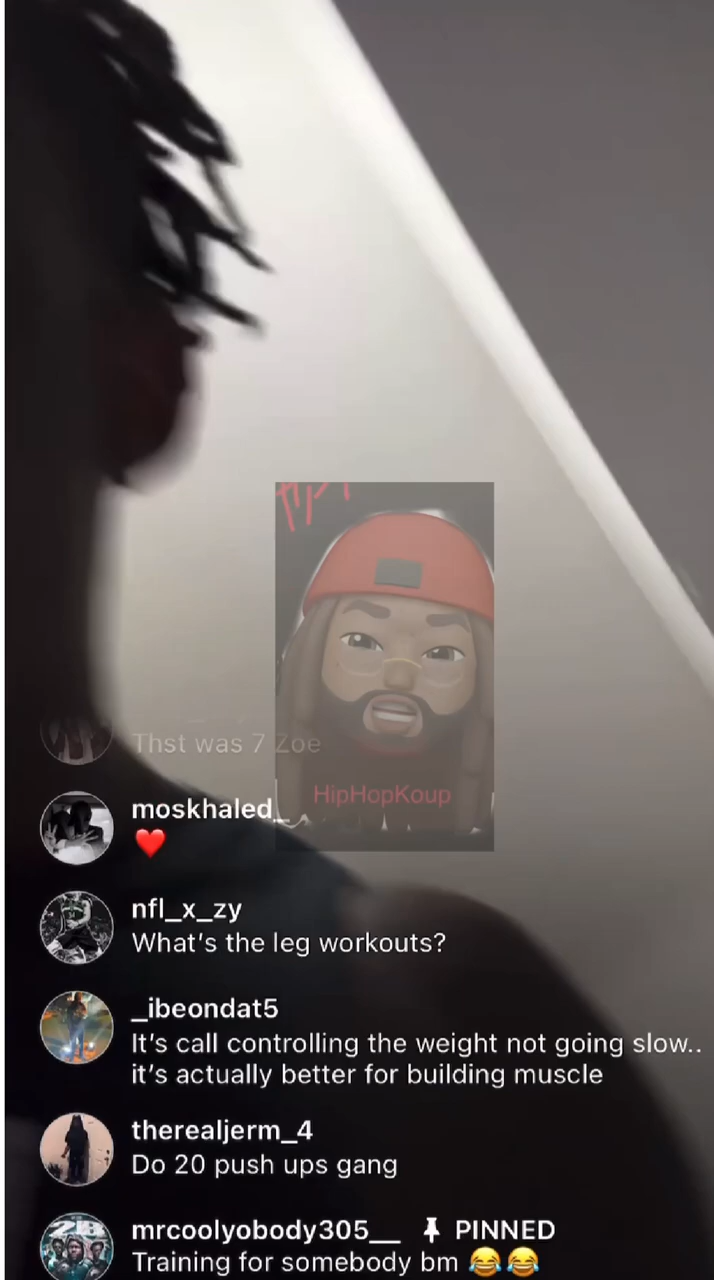 Thst was 7 Zoe
moskhaled_
❤️
nfl_x_zy
What's the leg workouts?
_ibeondat5
It's call controlling the weight not going slow..
it's actually better for building muscle
therealjerm_4
Do 20 push ups gang
mrcoolyobody305__ 📌 PINNED
Training for somebody bm 😂😂
HipHopKoup